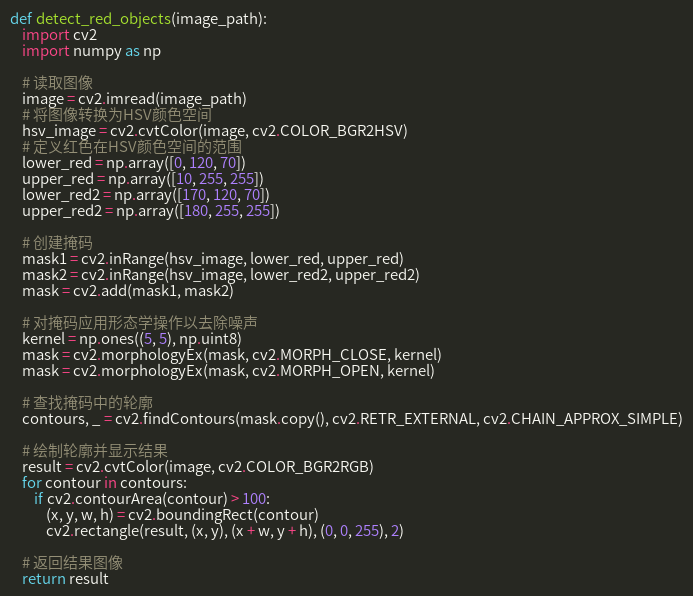 def detect_red_objects(image_path):
    import cv2
    import numpy as np

    # 读取图像
    image = cv2.imread(image_path)
    # 将图像转换为HSV颜色空间
    hsv_image = cv2.cvtColor(image, cv2.COLOR_BGR2HSV)
    # 定义红色在HSV颜色空间的范围
    lower_red = np.array([0, 120, 70])
    upper_red = np.array([10, 255, 255])
    lower_red2 = np.array([170, 120, 70])
    upper_red2 = np.array([180, 255, 255])

    # 创建掩码
    mask1 = cv2.inRange(hsv_image, lower_red, upper_red)
    mask2 = cv2.inRange(hsv_image, lower_red2, upper_red2)
    mask = cv2.add(mask1, mask2)

    # 对掩码应用形态学操作以去除噪声
    kernel = np.ones((5, 5), np.uint8)
    mask = cv2.morphologyEx(mask, cv2.MORPH_CLOSE, kernel)
    mask = cv2.morphologyEx(mask, cv2.MORPH_OPEN, kernel)

    # 查找掩码中的轮廓
    contours, _ = cv2.findContours(mask.copy(), cv2.RETR_EXTERNAL, cv2.CHAIN_APPROX_SIMPLE)

    # 绘制轮廓并显示结果
    result = cv2.cvtColor(image, cv2.COLOR_BGR2RGB)
    for contour in contours:
        if cv2.contourArea(contour) > 100:
            (x, y, w, h) = cv2.boundingRect(contour)
            cv2.rectangle(result, (x, y), (x + w, y + h), (0, 0, 255), 2)

    # 返回结果图像
    return result